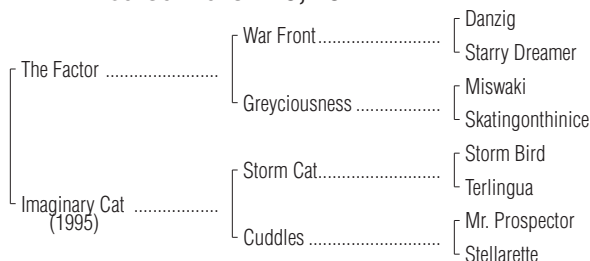 Danzig
War Front
Starry Dreamer
The Factor
Miswaki
Greyciousness
Skatingonthinice
Storm Bird
Storm Cat
Terlingua
Imaginary Cat
(1995)
Mr. Prospector
Cuddles
Stellarette